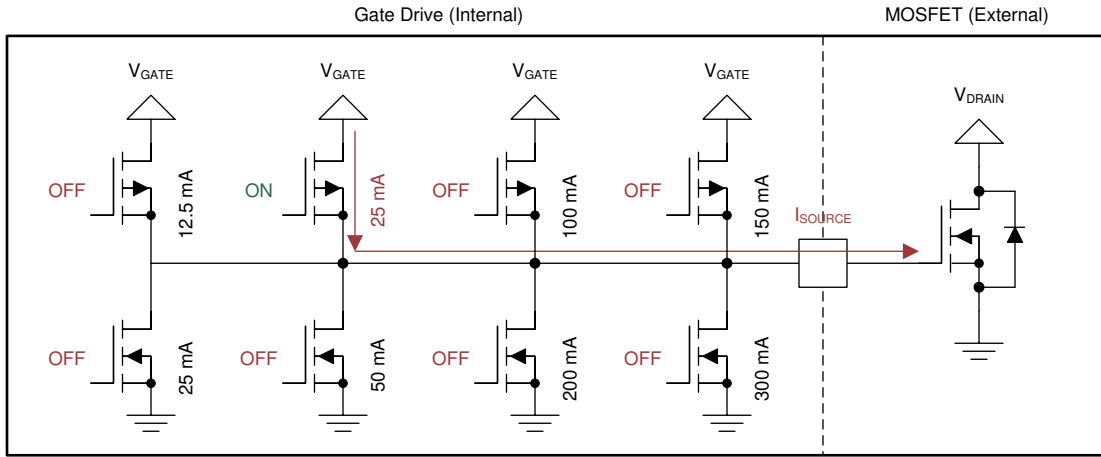 Gate Drive (Internal)
MOSFET (External)
VGATE
VGATE
VGATE
VGATE
VDRAIN
OFF
12.5 mA
ON
25 mA
OFF
100 mA
OFF
150 mA
ISOURCE
OFF
25 mA
OFF
50 mA
OFF
200 mA
OFF
300 mA